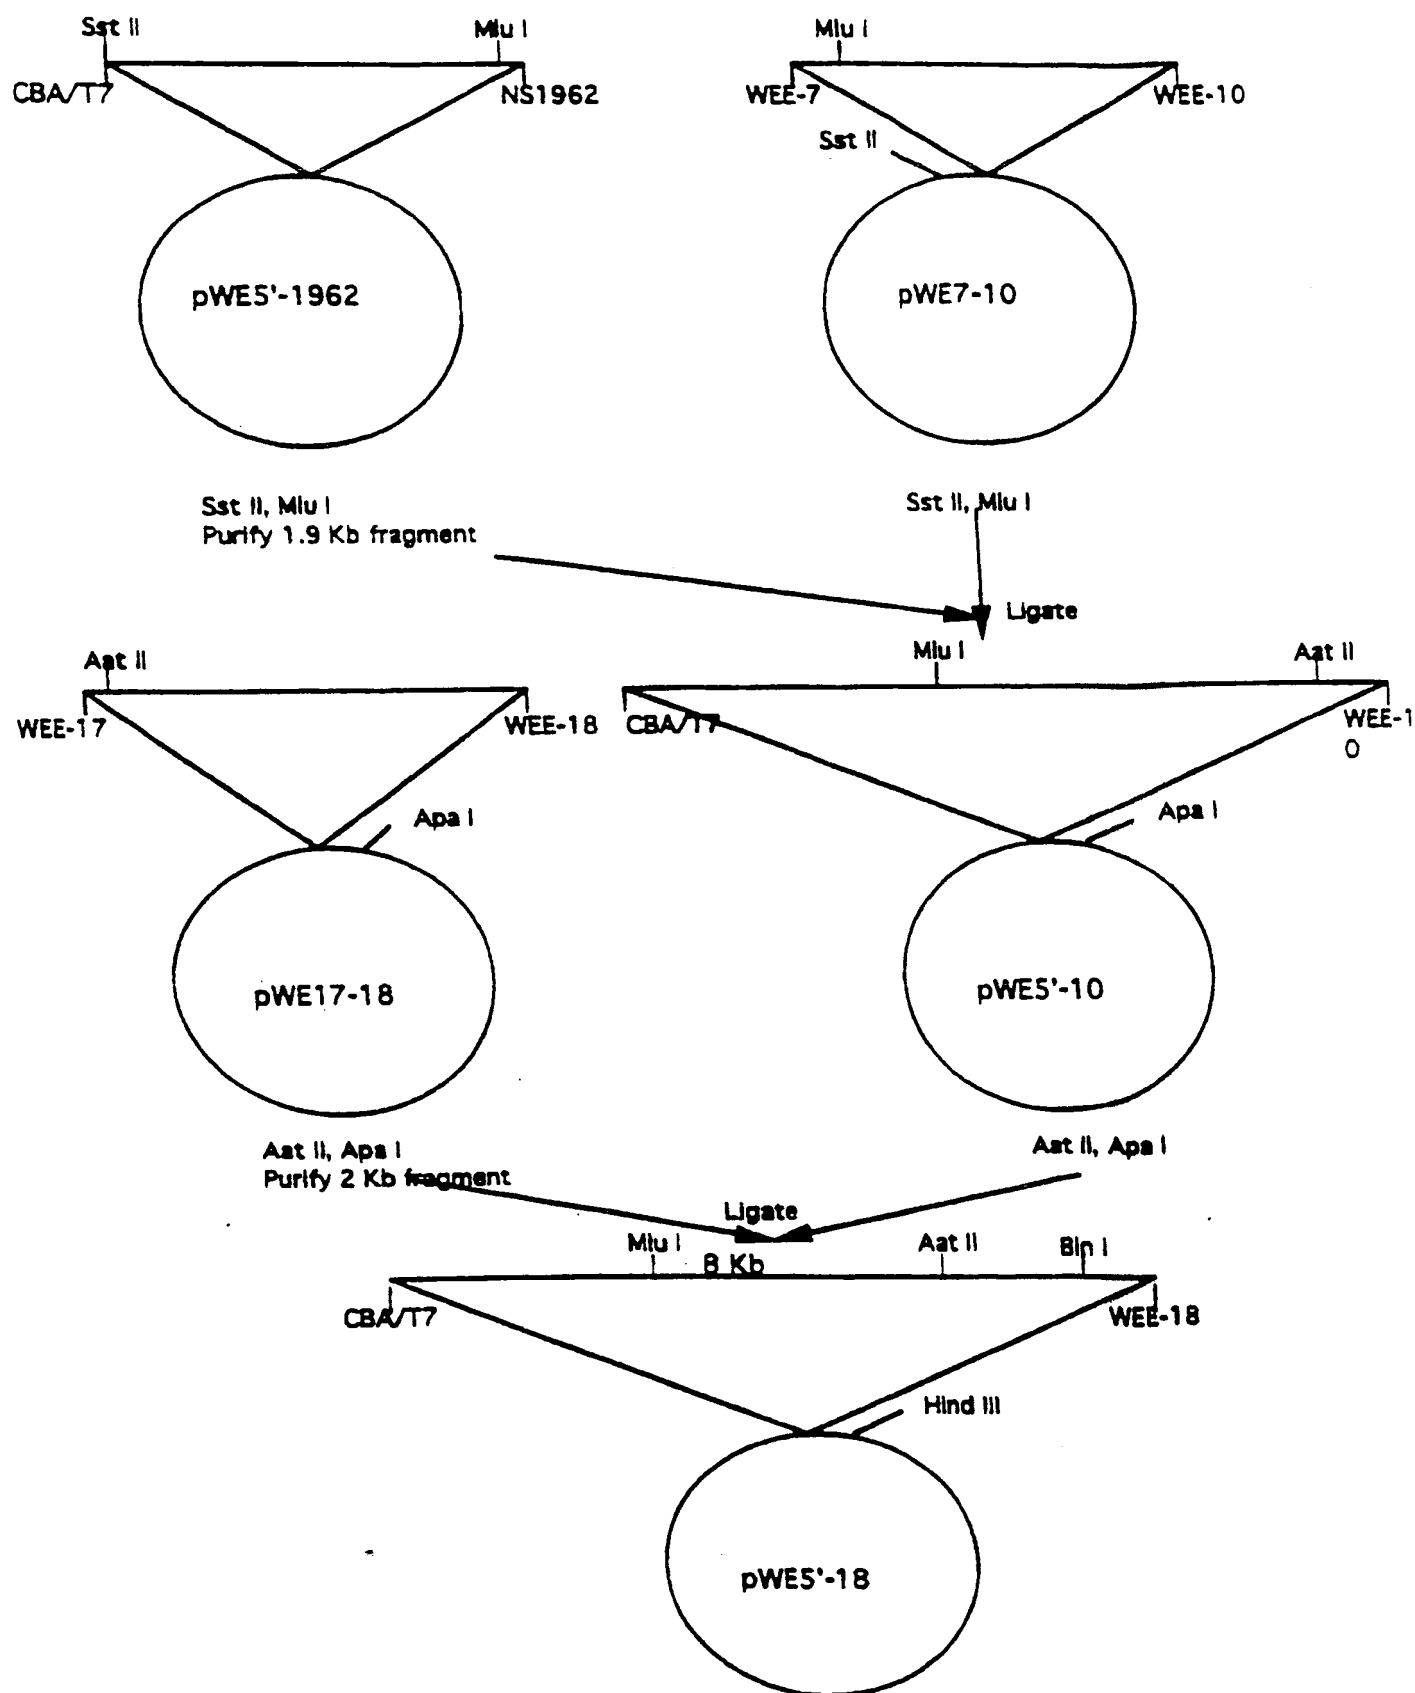 Sst II
Mlu I
CBA/T7
NS1962
Mlu I
WEE-7
WEE-10
Sst II
pWE5'-1962
pWE7-10
Sst II, Mlu I
Purify 1.9 Kb fragment
Sst II, Mlu I
Ligate
Aat II
WEE-17
WEE-18
Mlu I
Aat II
CBA/T7
WEE-1
0
Apa I
Apa I
pWE17-18
pWE5'-10
Aat II, Apa I
Purify 2 Kb fragment
Aat II, Apa I
Ligate
Mlu I
8 Kb
Aat II
Bln I
CBA/T7
WEE-18
Hind III
pWE5'-18